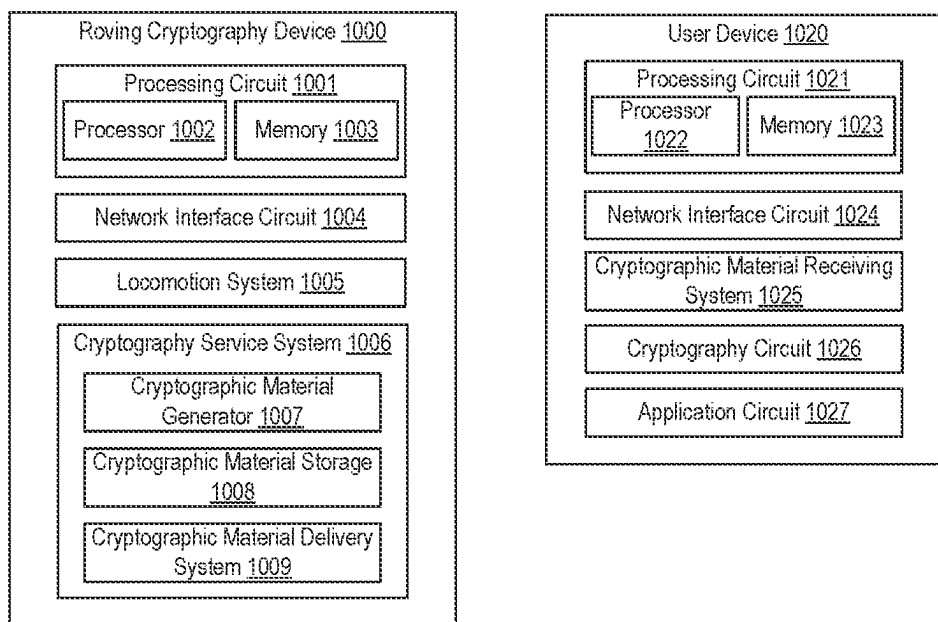 Roving Cryptography Device 1000
Processing Circuit 1001
Processor 1002
Memory 1003
Network Interface Circuit 1004
Locomotion System 1005
Cryptography Service System 1006
Cryptographic Material
Generator 1007
Cryptographic Material Storage
1008
Cryptographic Material Delivery
System 1009
User Device 1020
Processing Circuit 1021
Processor
1022
Memory 1023
Network Interface Circuit 1024
Cryptographic Material Receiving
System 1025
Cryptography Circuit 1026
Application Circuit 1027